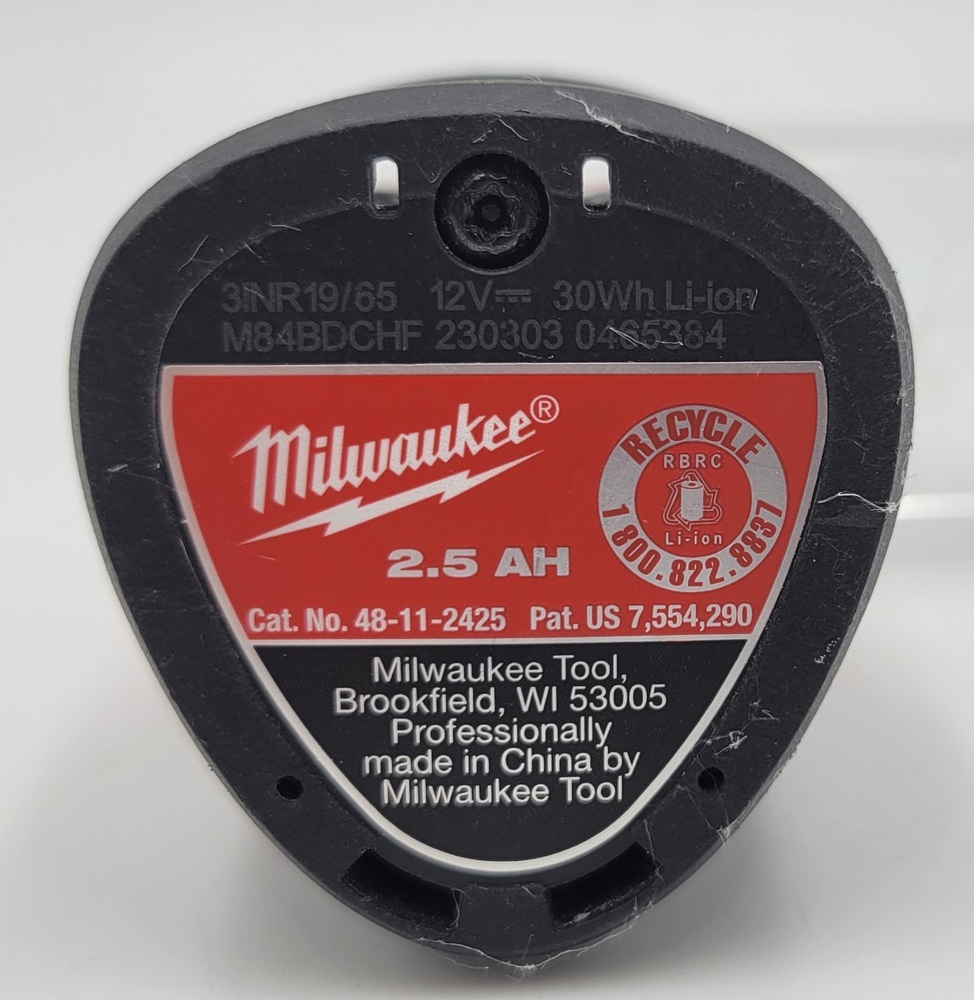 3INR19/65 12V⎓ 30Wh Li-ion
M84BDCHF 230303 0465384
Milwaukee®
2.5 AH
RECYCLE
RBRC
Li-ion
1.800.822.8837
Cat. No. 48-11-2425 Pat. US 7,554,290
Milwaukee Tool,
Brookfield, WI 53005
Professionally
made in China by
Milwaukee Tool